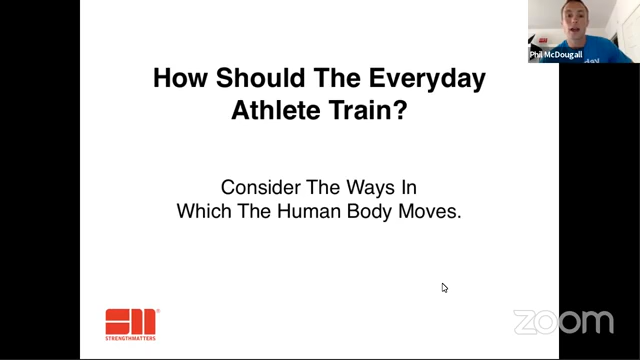 Phil McDougall
How Should The Everyday
Athlete Train?
Consider The Ways In
Which The Human Body Moves.
STRENGTHMATTERS
zoom